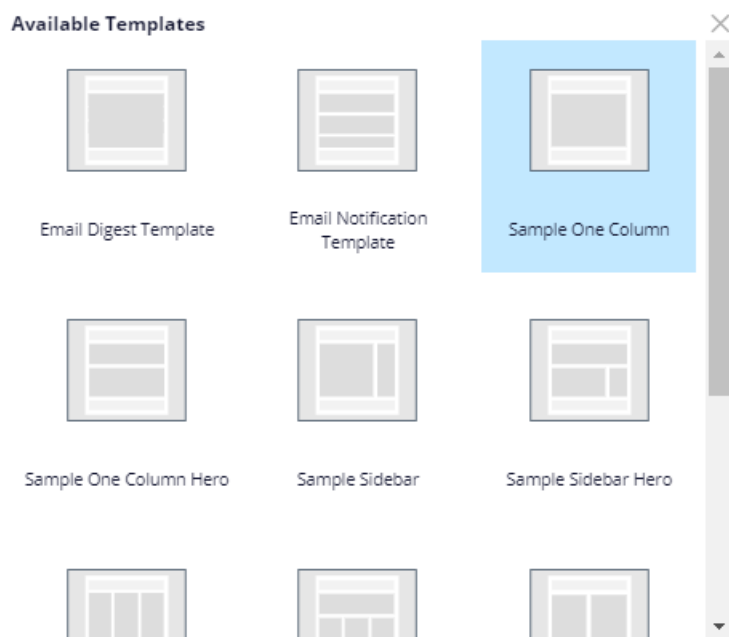 Available Templates
Email Digest Template
Email Notification
Template
Sample One Column
Sample One Column Hero
Sample Sidebar
Sample Sidebar Hero